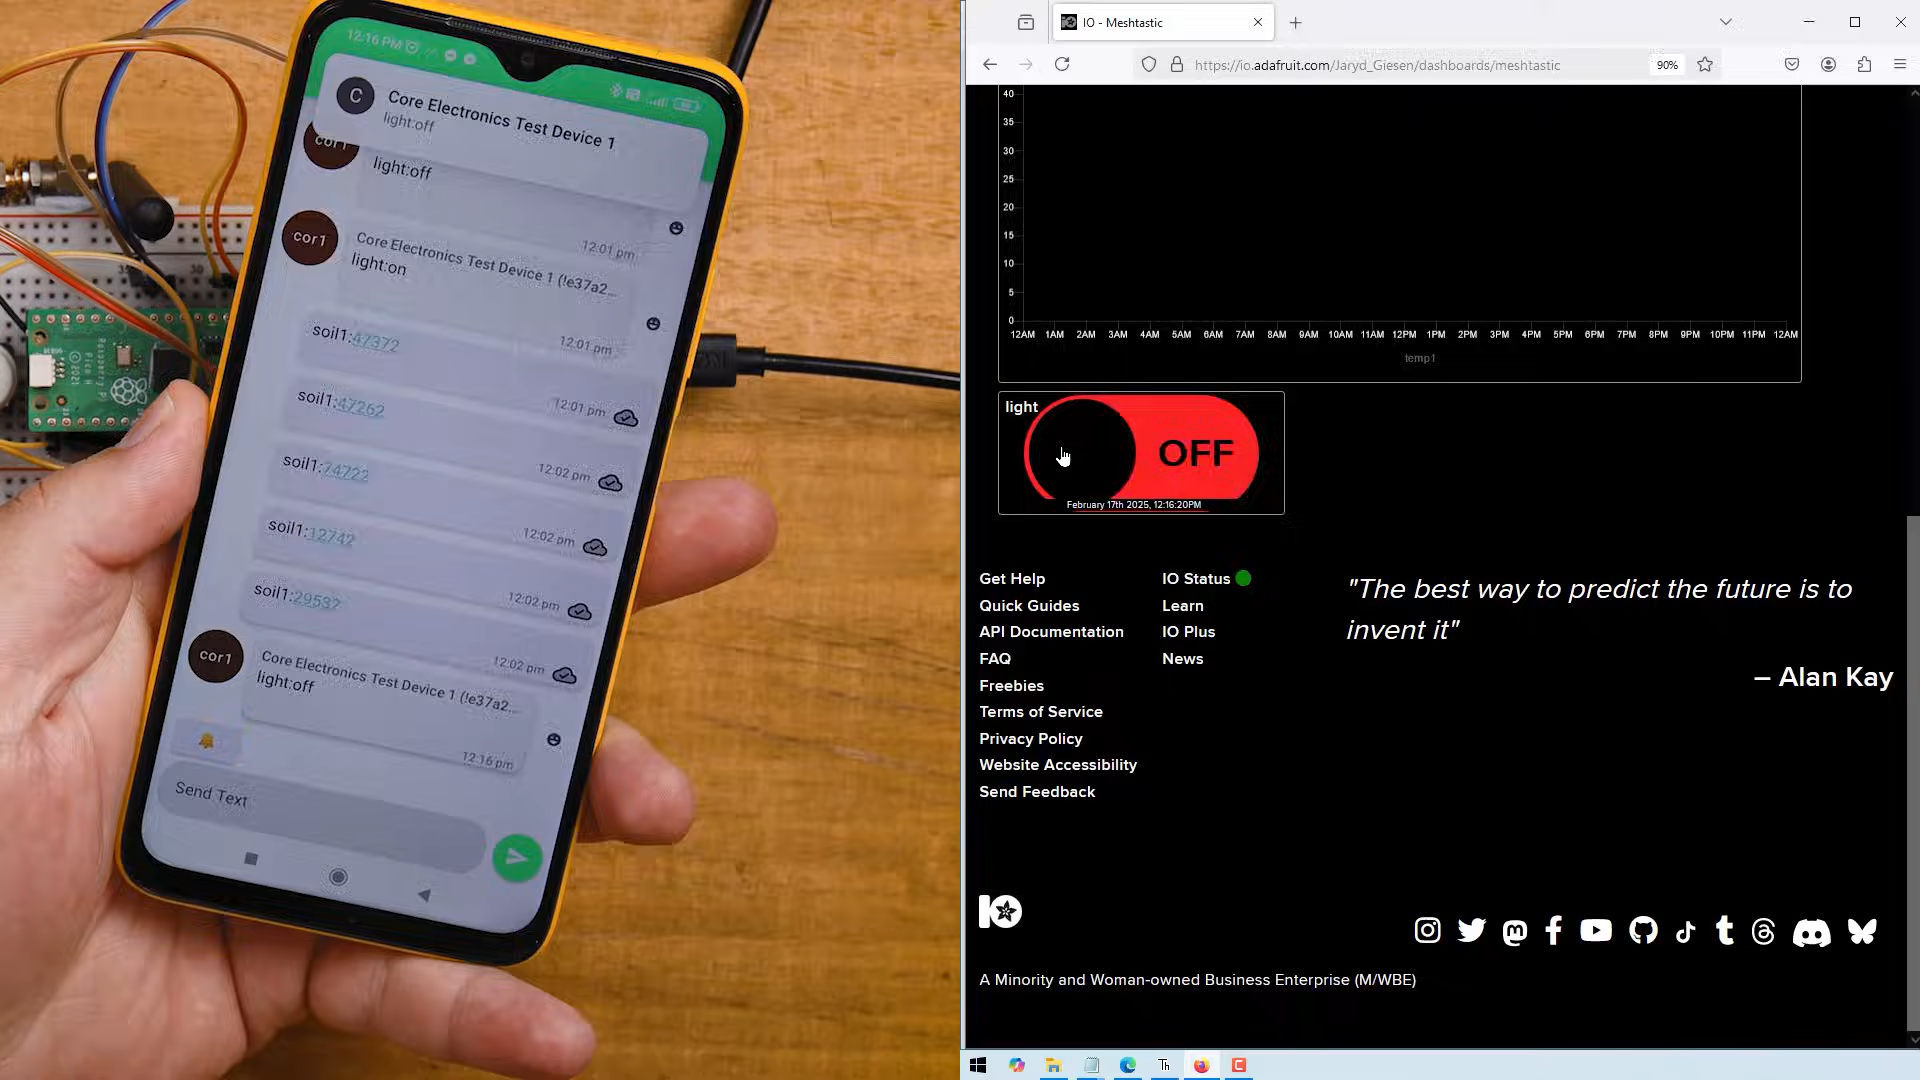 12:16 PM
C
Core Electronics Test Device 1
light:off
cor1
light:off
12:01 pm
cor1
Core Electronics Test Device 1 (!e37a2...
light:on
12:01 pm
soil1:47372
12:01 pm
soil1:47262
12:02 pm
soil1:74722
12:02 pm
soil1:12742
12:02 pm
soil1:29532
12:02 pm
cor1
Core Electronics Test Device 1 (!e37a2...
light:off
12:16 pm
Send Text
Raspberry Pi
Pico
©2021
IO - Meshtastic
https://io.adafruit.com/Jaryd_Giesen/dashboards/meshtastic
90%
40
35
30
25
20
15
10
5
0
12AM 1AM 2AM 3AM 4AM 5AM 6AM 7AM 8AM 9AM 10AM 11AM 12PM 1PM 2PM 3PM 4PM 5PM 6PM 7PM 8PM 9PM 10PM 11PM 12AM
temp1
light
OFF
February 17th 2025, 12:16:20PM
Get Help
Quick Guides
API Documentation
FAQ
Freebies
Terms of Service
Privacy Policy
Website Accessibility
Send Feedback
IO Status
Learn
IO Plus
News
"The best way to predict the future is to
invent it"
– Alan Kay
A Minority and Woman-owned Business Enterprise (M/WBE)
Th